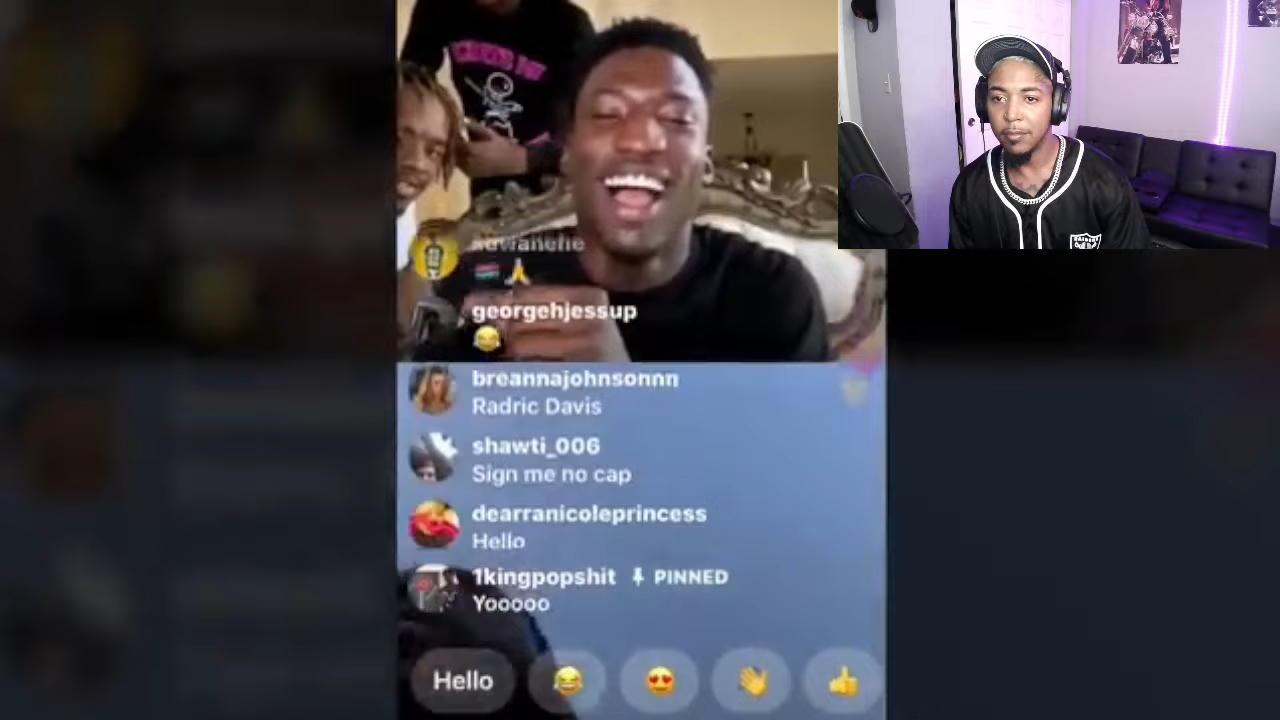 georgehjessup
😂
breannajohnsonnn
Radric Davis
shawti_006
Sign me no cap
dearranicoleprincess
Hello
1kingpopshit PINNED
Yooooo
Hello